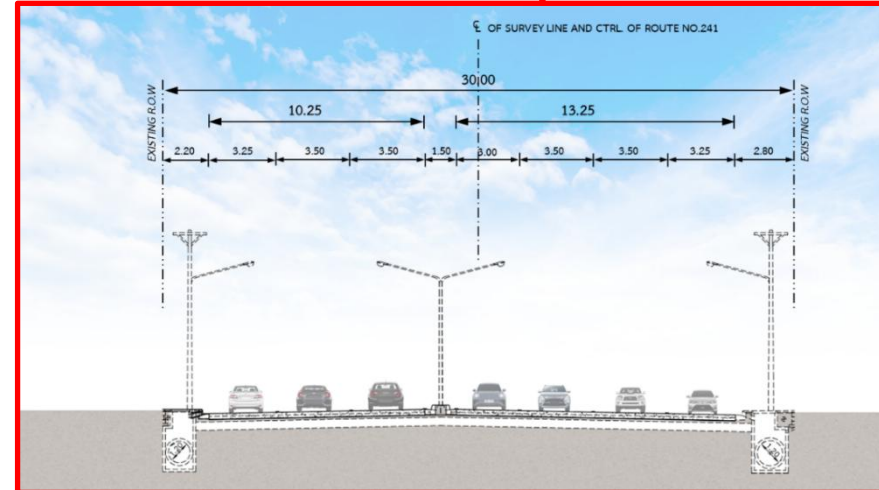 ℄ OF SURVEY LINE AND CTRL. OF ROUTE NO.241
30.00
10.25 13.25
EXISTING R.O.W
2.20 3.25 3.50 3.50 1.50 3.00 3.50 3.50 3.25 2.80
EXISTING R.O.W